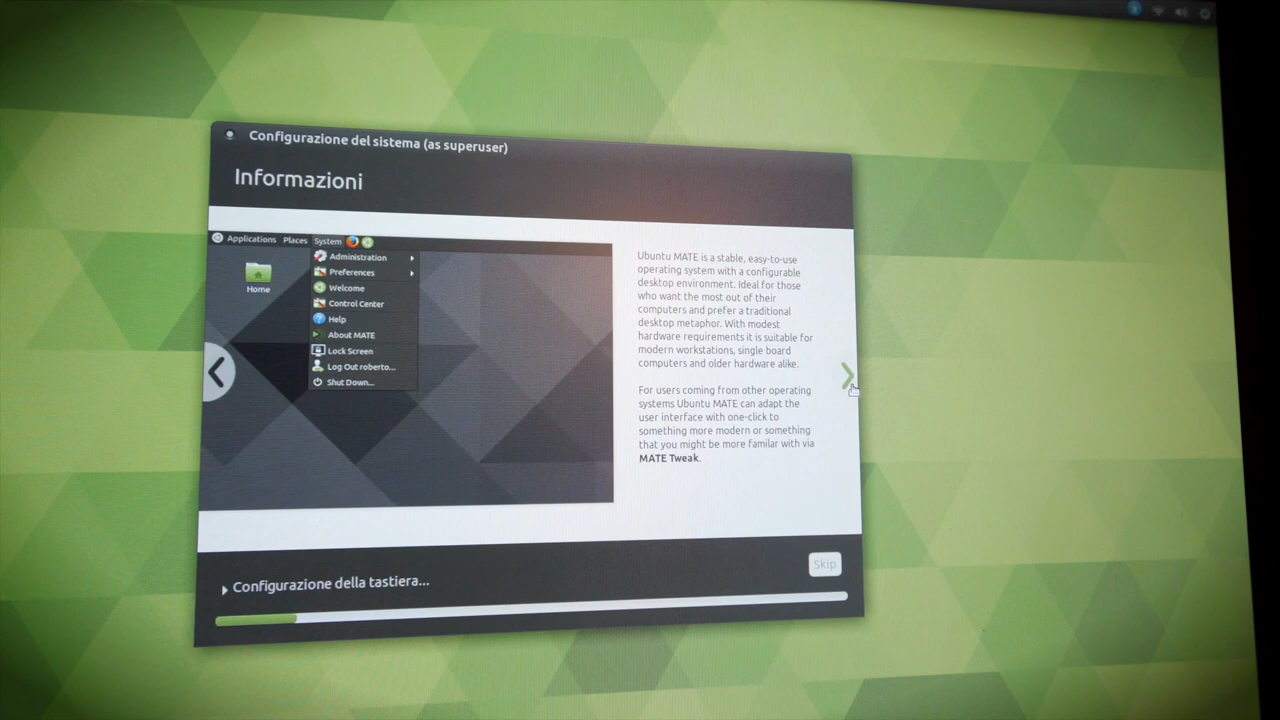 Configurazione del sistema (as superuser)
Informazioni
Applications Places System
Administration
Preferences
Welcome
Control Center
Help
About MATE
Lock Screen
Log Out roberto...
Shut Down...
Home
Ubuntu MATE is a stable, easy-to-use
operating system with a configurable
desktop environment. Ideal for those
who want the most out of their
computers and prefer a traditional
desktop metaphor. With modest
hardware requirements it is suitable for
modern workstations, single board
computers and older hardware alike.
For users coming from other operating
systems Ubuntu MATE can adapt the
user interface with one-click to
something more modern or something
that you might be more familar with via
MATE Tweak.
Skip
Configurazione della tastiera...